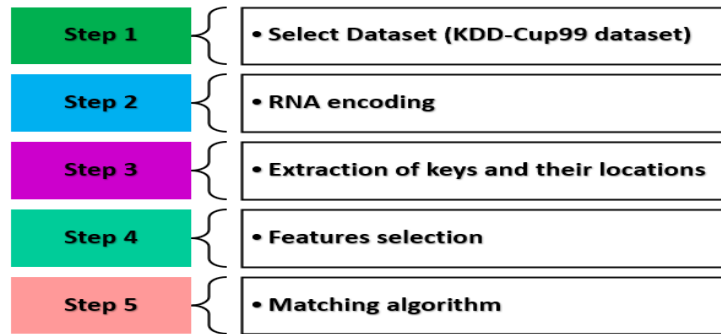 Step 1
• Select Dataset (KDD-Cup99 dataset)
Step 2
• RNA encoding
Step 3
• Extraction of keys and their locations
Step 4
• Features selection
Step 5
• Matching algorithm